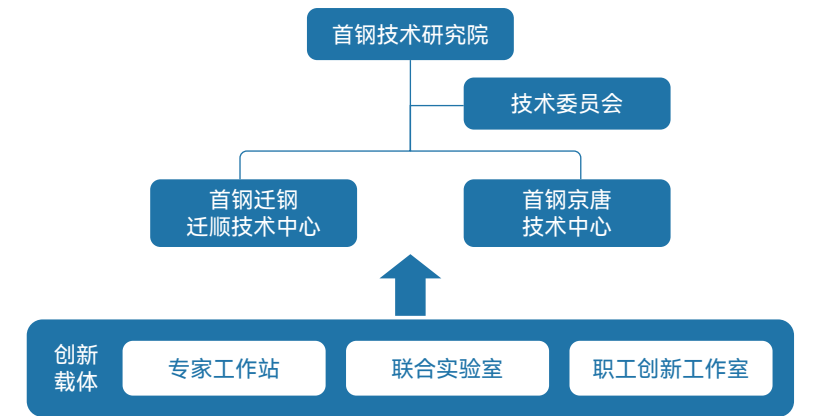 首钢技术研究院
技术委员会
首钢迁钢
迁顺技术中心
首钢京唐
技术中心
创新
载体
专家工作站
联合实验室
职工创新工作室